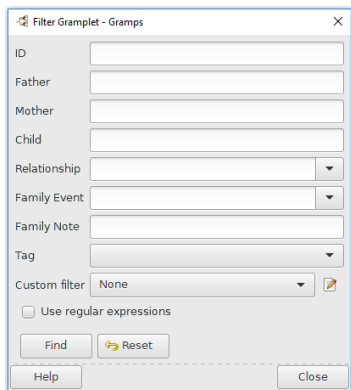 Filter Gramplet - Gramps
ID
Father
Mother
Child
Relationship
Family Event
Family Note
Tag
Custom filter None
Use regular expressions
Find Reset
Help Close